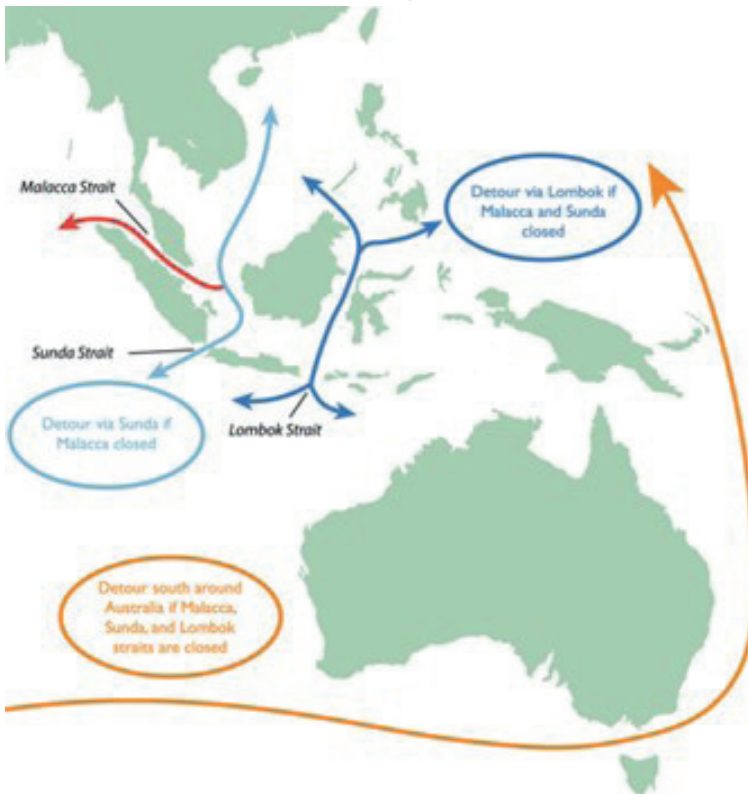 Malacca Strait
Detour via Lombok if
Malacca and Sunda
closed
Sunda Strait
Detour via Sunda if
Malacca closed
Lombok Strait
Detour south around
Australia if Malacca,
Sunda, and Lombok
straits are closed